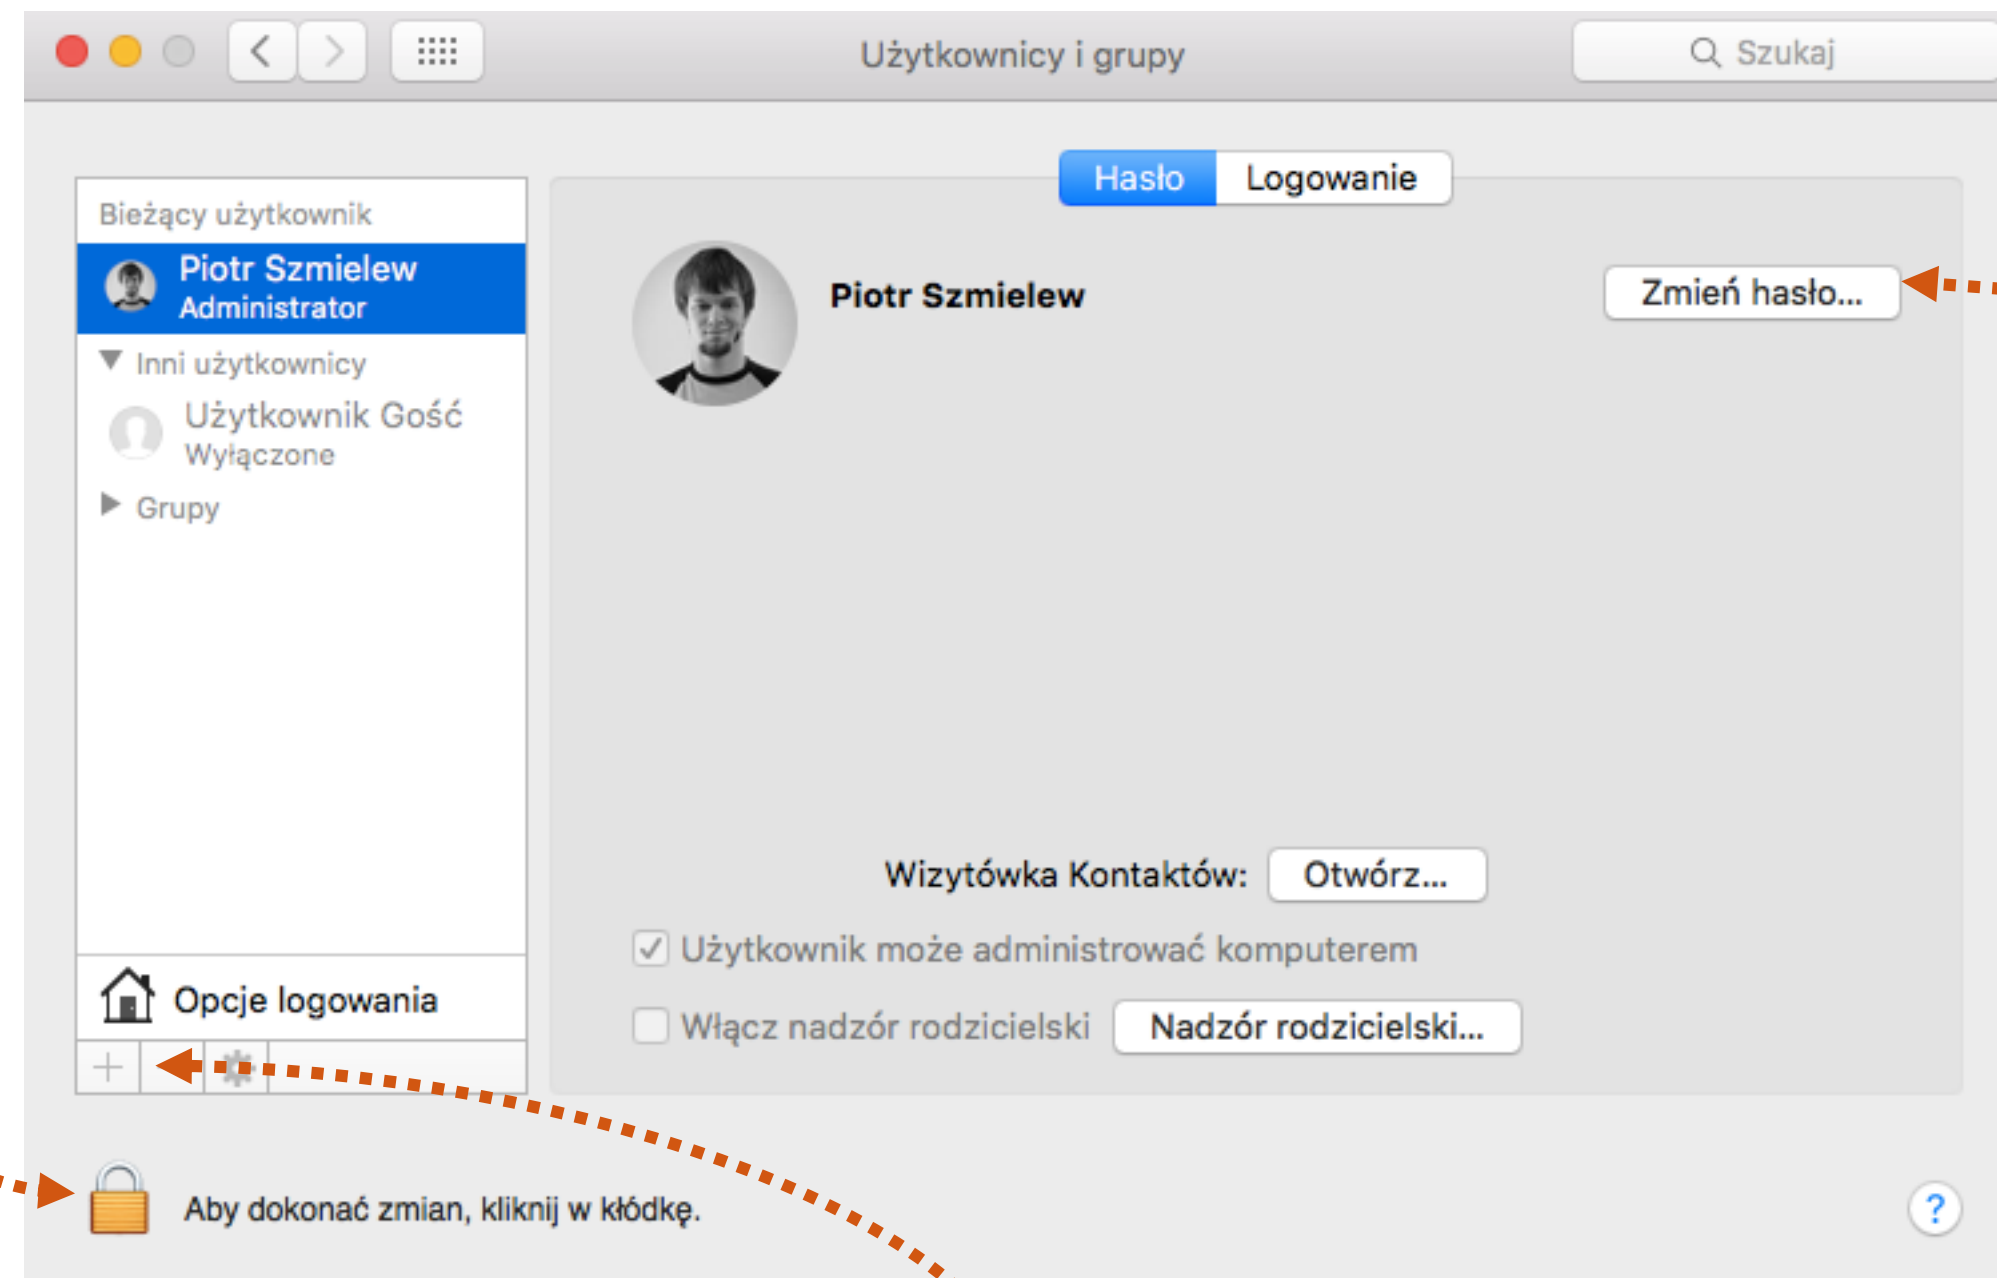 Użytkownicy i grupy
Szukaj
Hasło
Logowanie
Bieżący użytkownik
Piotr Szmielew
Administrator
Inni użytkownicy
Użytkownik Gość
Wyłączone
Grupy
Opcje logowania
Piotr Szmielew
Zmień hasło...
Wizytówka Kontaktów: Otwórz...
Użytkownik może administrować komputerem
Włącz nadzór rodzicielski Nadzór rodzicielski...
Aby dokonać zmian, kliknij w kłódkę.
?